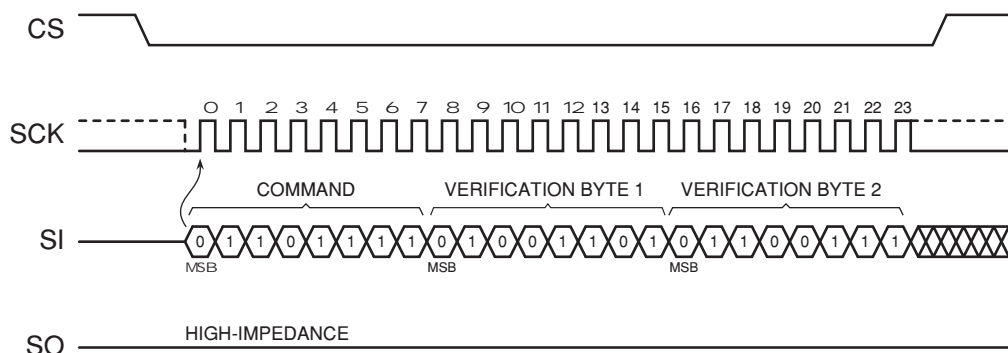 CS
0 1 2 3 4 5 6 7 8 9 10 11 12 13 14 15 16 17 18 19 20 21 22 23
SCK
COMMAND VERIFICATION BYTE 1 VERIFICATION BYTE 2
SI 0 1 1 0 1 1 1 1 0 1 0 0 1 1 0 1 0 1 1 0 0 1 1 1
MSB MSB MSB
HIGH-IMPEDANCE
SO